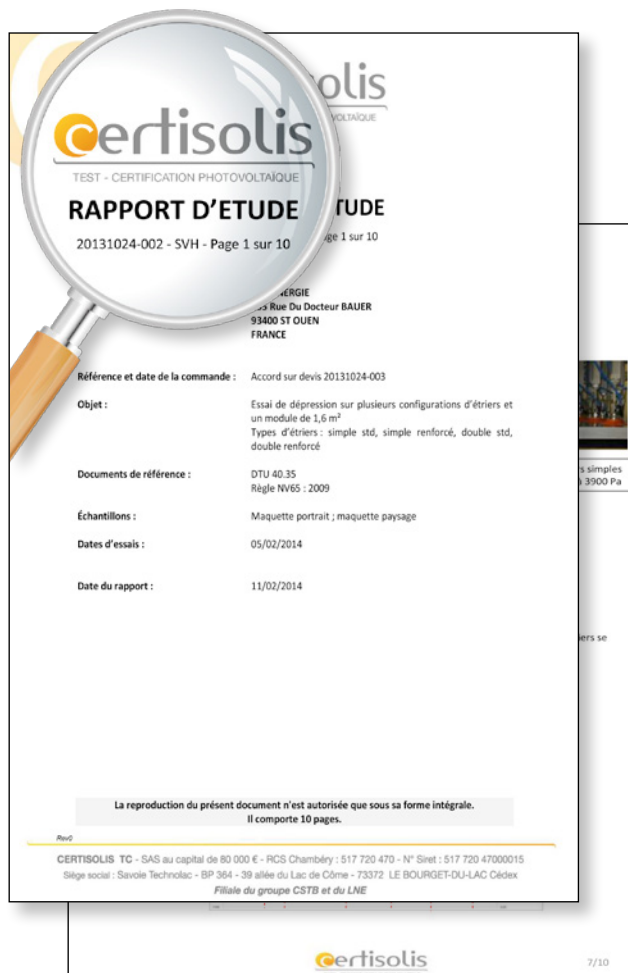 certisolis
TEST - CERTIFICATION PHOTOVOLTAÏQUE
RAPPORT D'ETUDE
20131024-002 - SVH - Page 1 sur 10
olis
VOLTAÏQUE
TUDE
ge 1 sur 10
Rue Du Docteur BAUER
93400 ST OUEN
FRANCE
Référence et date de la commande : Accord sur devis 20131024-003
Objet : Essai de dépression sur plusieurs configurations d'étriers et
un module de 1,6 m²
Types d'étriers : simple std, simple renforcé, double std,
double renforcé
Documents de référence : DTU 40.35
Règle NV65 : 2009
Échantillons : Maquette portrait ; maquette paysage
Dates d'essais : 05/02/2014
Date du rapport : 11/02/2014
s simples
à 3900 Pa
iers se
La reproduction du présent document n'est autorisée que sous sa forme intégrale.
Il comporte 10 pages.
Rev0
CERTISOLIS TC - SAS au capital de 80 000 € - RCS Chambéry : 517 720 470 - N° Siret : 517 720 47000015
Siège social : Savoie Technolac - BP 364 - 39 allée du Lac de Côme - 73372 LE BOURGET-DU-LAC Cédex
Filiale du groupe CSTB et du LNE
certisolis
7/10